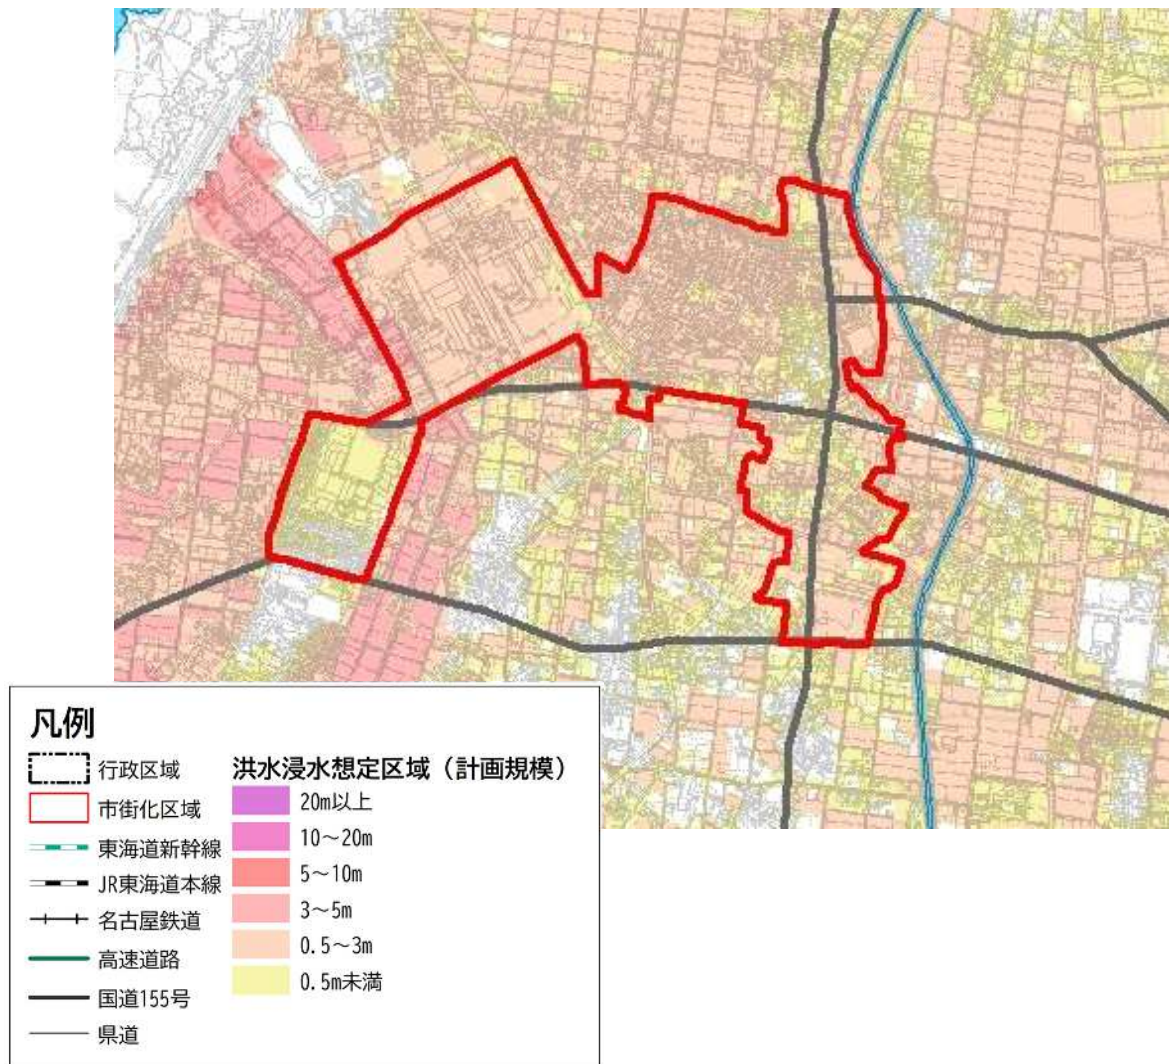 凡例
行政区域
市街化区域
東海道新幹線
JR東海道本線
名古屋鉄道
高速道路
国道155号
県道
洪水浸水想定区域（計画規模）
20m以上
10～20m
5～10m
3～5m
0.5～3m
0.5m未満